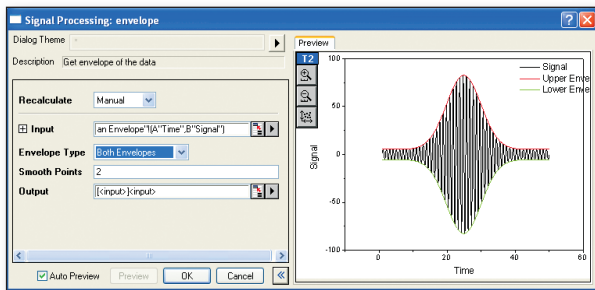 Signal Processing: envelope
Dialog Theme *
Description Get envelope of the data
Recalculate Manual
Input an Envelope"!(A"Time",B"Signal")
Envelope Type Both Envelopes
Smooth Points 2
Output [<input>]<input>
Auto Preview Preview OK Cancel
Preview
T2
Signal
Upper Enve
Lower Enve
100
50
0
-50
-100
Signal
0 20 40 60
Time